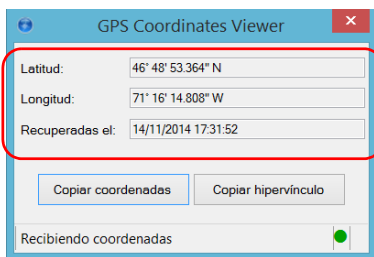 GPS Coordinates Viewer
Latitud: 46° 48' 53.364" N
Longitud: 71° 16' 14.808" W
Recuperadas el: 14/11/2014 17:31:52
Copiar coordenadas Copiar hipervínculo
Recibiendo coordenadas